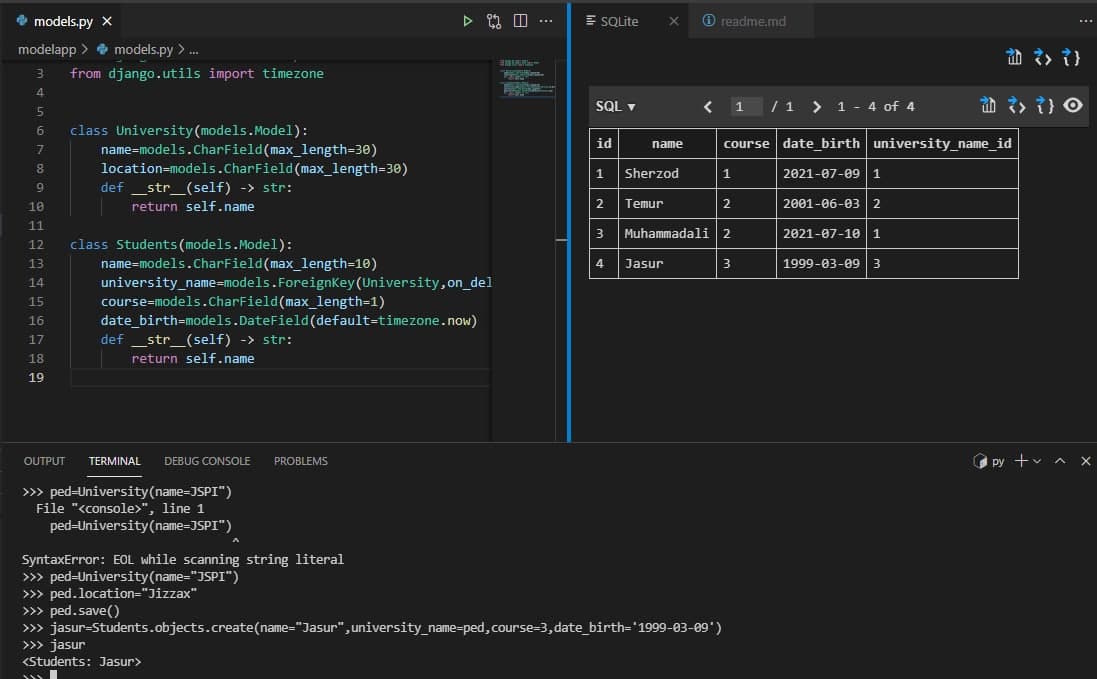 models.py
SQLite
readme.md
modelapp > models.py > ...
3 from django.utils import timezone
4
5
6 class University(models.Model):
7 name=models.CharField(max_length=30)
8 location=models.CharField(max_length=30)
9 def __str__(self) -> str:
10 return self.name
11
12 class Students(models.Model):
13 name=models.CharField(max_length=10)
14 university_name=models.ForeignKey(University,on_del
15 course=models.CharField(max_length=1)
16 date_birth=models.DateField(default=timezone.now)
17 def __str__(self) -> str:
18 return self.name
19
SQL ▼ < 1 / 1 > 1 - 4 of 4
id name course date_birth university_name_id
1 Sherzod 1 2021-07-09 1
2 Temur 2 2001-06-03 2
3 Muhammadali 2 2021-07-10 1
4 Jasur 3 1999-03-09 3
OUTPUT TERMINAL DEBUG CONSOLE PROBLEMS
py
>>> ped=University(name=JSPI")
File "<console>", line 1
ped=University(name=JSPI")
^
SyntaxError: EOL while scanning string literal
>>> ped=University(name="JSPI")
>>> ped.location="Jizzax"
>>> ped.save()
>>> jasur=Students.objects.create(name="Jasur",university_name=ped,course=3,date_birth='1999-03-09')
>>> jasur
<Students: Jasur>
>>>